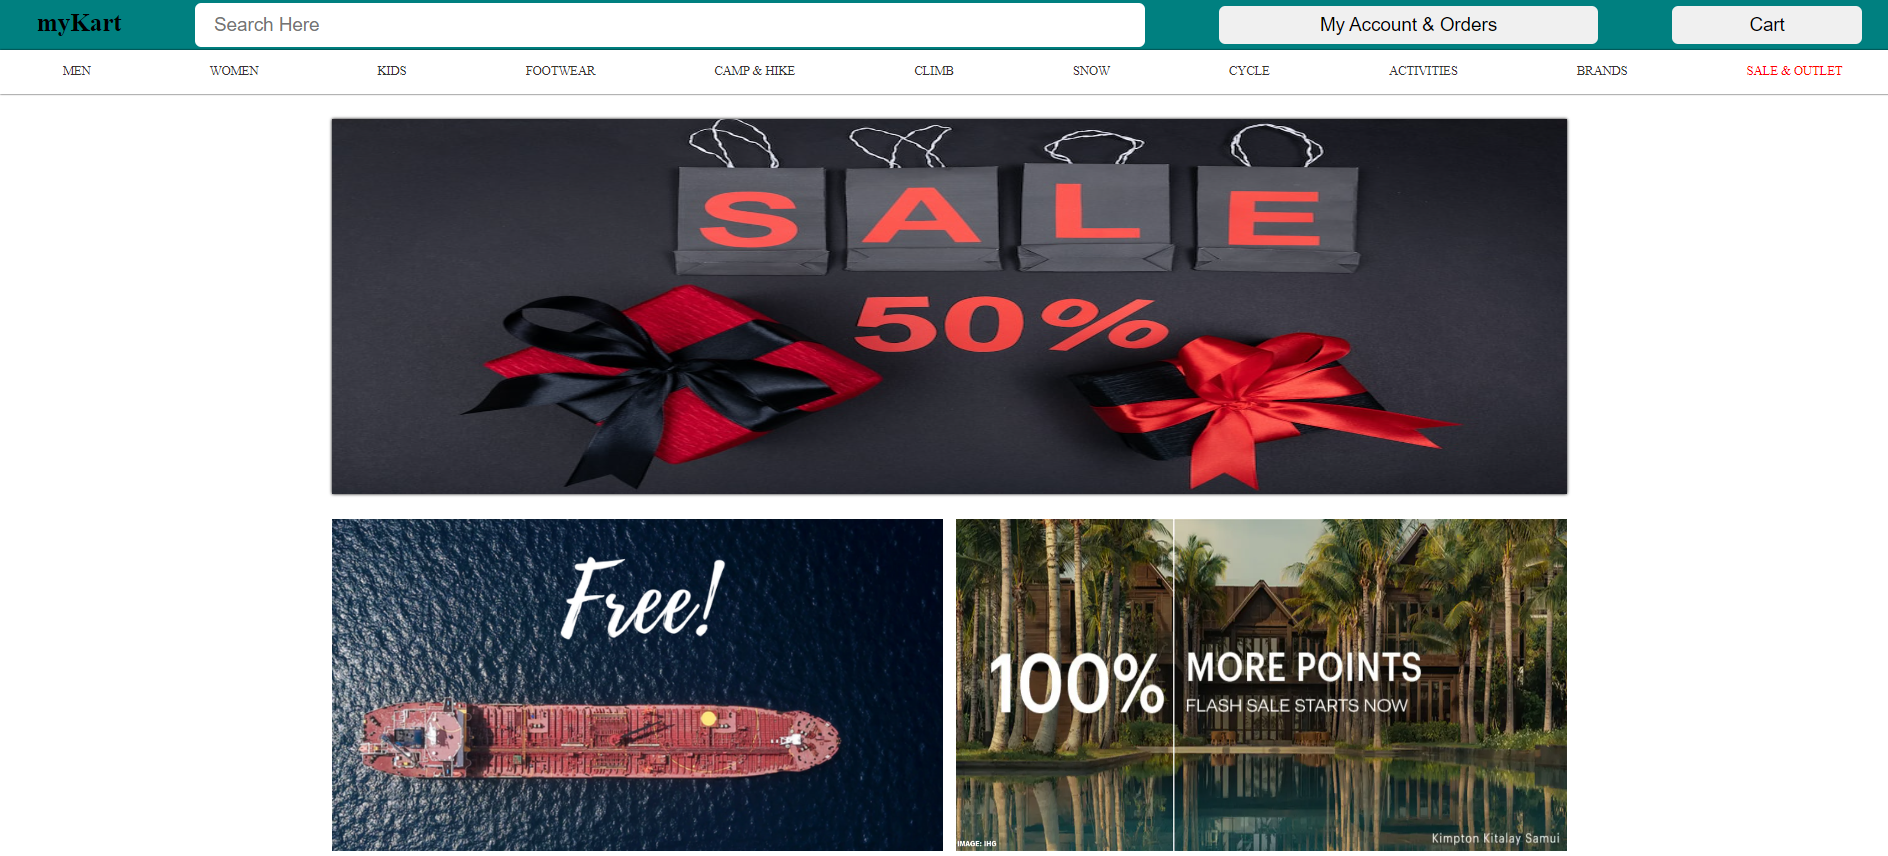 myKart Search Here My Account & Orders Cart
MEN WOMEN KIDS FOOTWEAR CAMP & HIKE CLIMB SNOW CYCLE ACTIVITIES BRANDS SALE & OUTLET
SALE
50%
Free!
100% MORE POINTS
FLASH SALE STARTS NOW
Kimpton Kitalay Samui
IMAGE: IHG